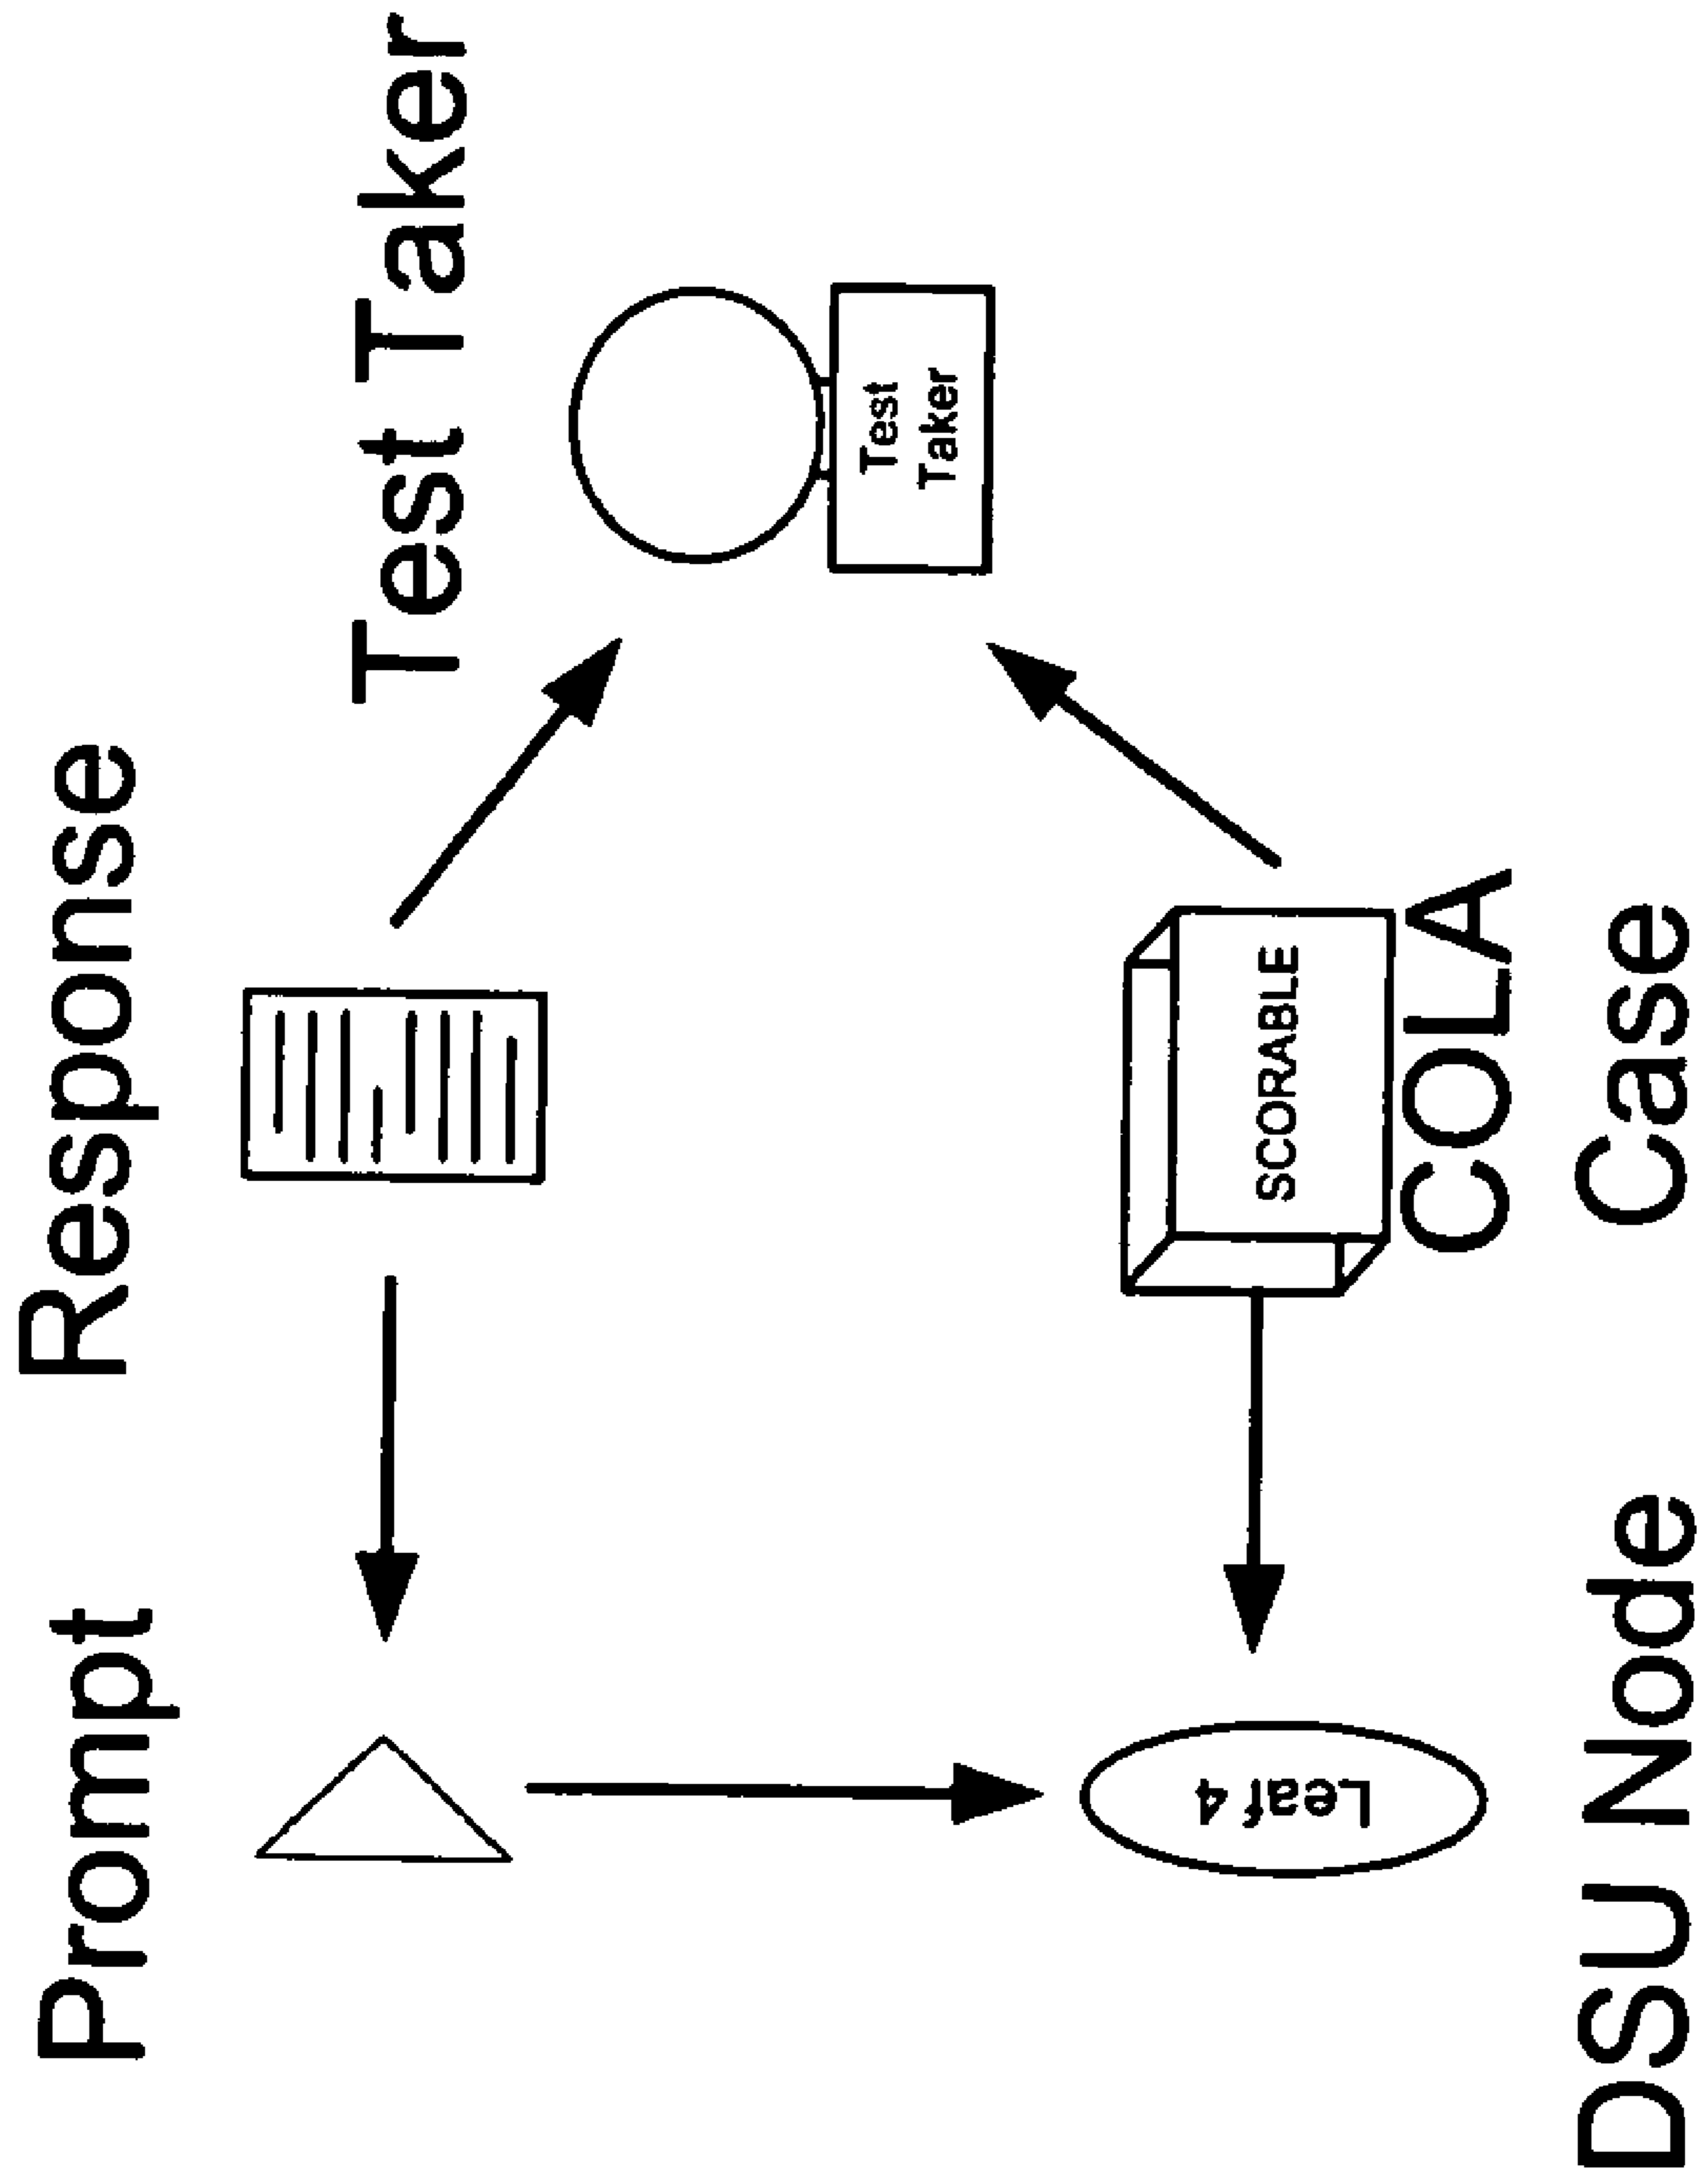 Prompt
Response
Test Taker
Test
Taker
Leaf 4
SCORABLE
COLA
DSU Node
Case